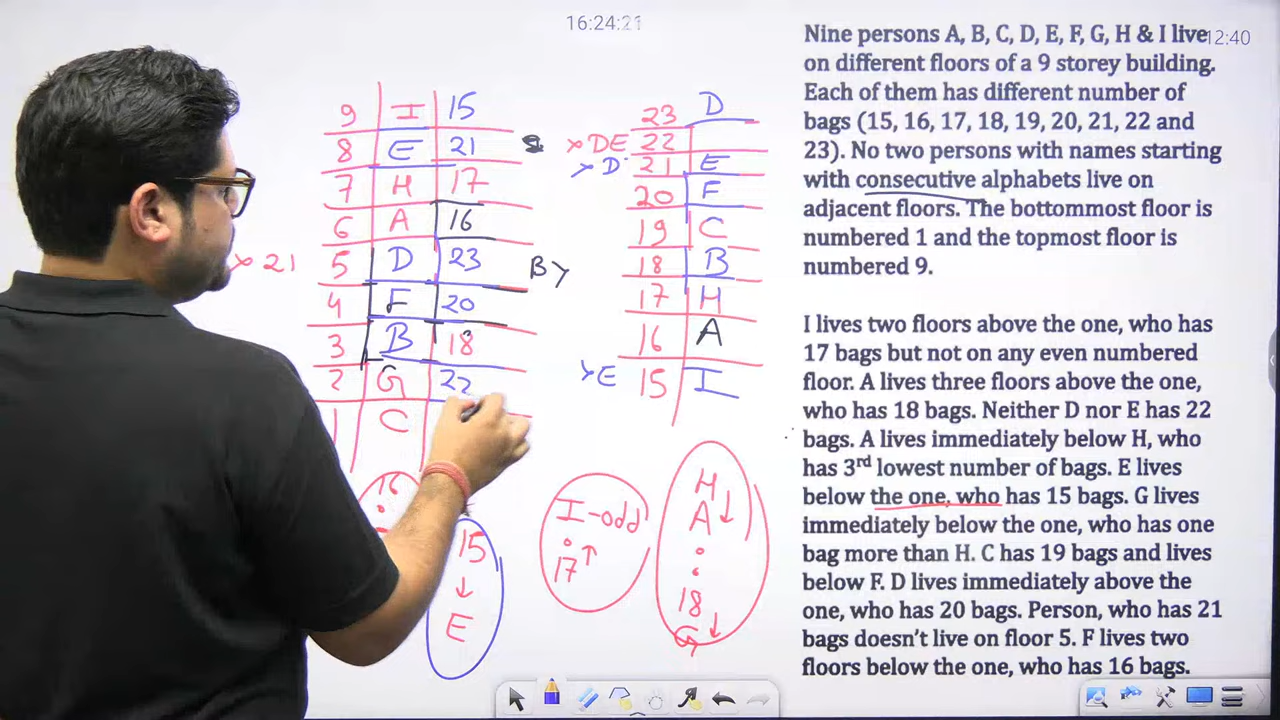 16:24:21
12:40
Nine persons A, B, C, D, E, F, G, H & I live
on different floors of a 9 storey building.
Each of them has different number of
bags (15, 16, 17, 18, 19, 20, 21, 22 and
23). No two persons with names starting
with consecutive alphabets live on
adjacent floors. The bottommost floor is
numbered 1 and the topmost floor is
numbered 9.
I lives two floors above the one, who has
17 bags but not on any even numbered
floor. A lives three floors above the one,
who has 18 bags. Neither D nor E has 22
bags. A lives immediately below H, who
has 3rd lowest number of bags. E lives
below the one, who has 15 bags. G lives
immediately below the one, who has one
bag more than H. C has 19 bags and lives
below F. D lives immediately above the
one, who has 20 bags. Person, who has 21
bags doesn't live on floor 5. F lives two
floors below the one, who has 16 bags.
9 I 15
8 E 21
7 H 17
6 A 16
x 21 5 D 23 B
4 F 20
3 B 18
2 G 22
1 C
23 D
x DE 22
x D 21 E
20 F
19 C
18 B
17 H
16 A
x E 15 I
16
15
↓
E
I - odd
17 ↑
H
A ↓
18
G ↓